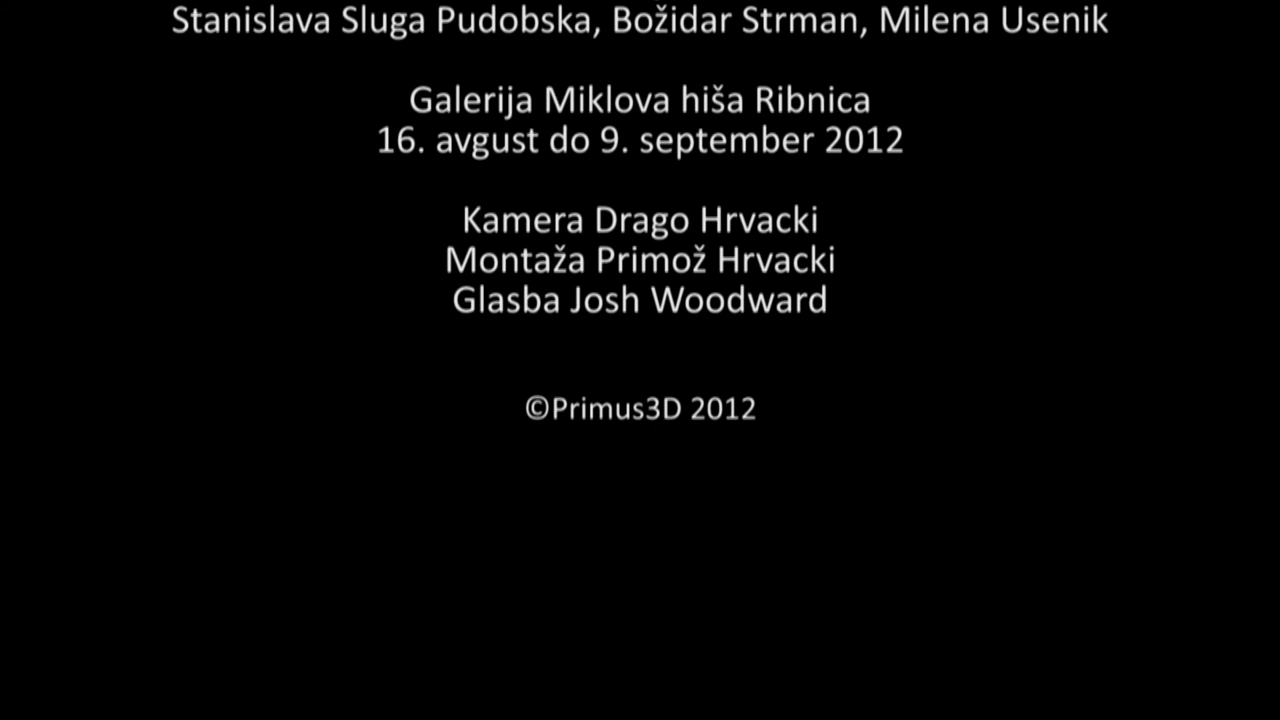 Stanislava Sluga Pudobska, Božidar Strman, Milena Usenik
Galerija Miklova hiša Ribnica
16. avgust do 9. september 2012
Kamera Drago Hrvacki
Montaža Primož Hrvacki
Glasba Josh Woodward
©Primus3D 2012